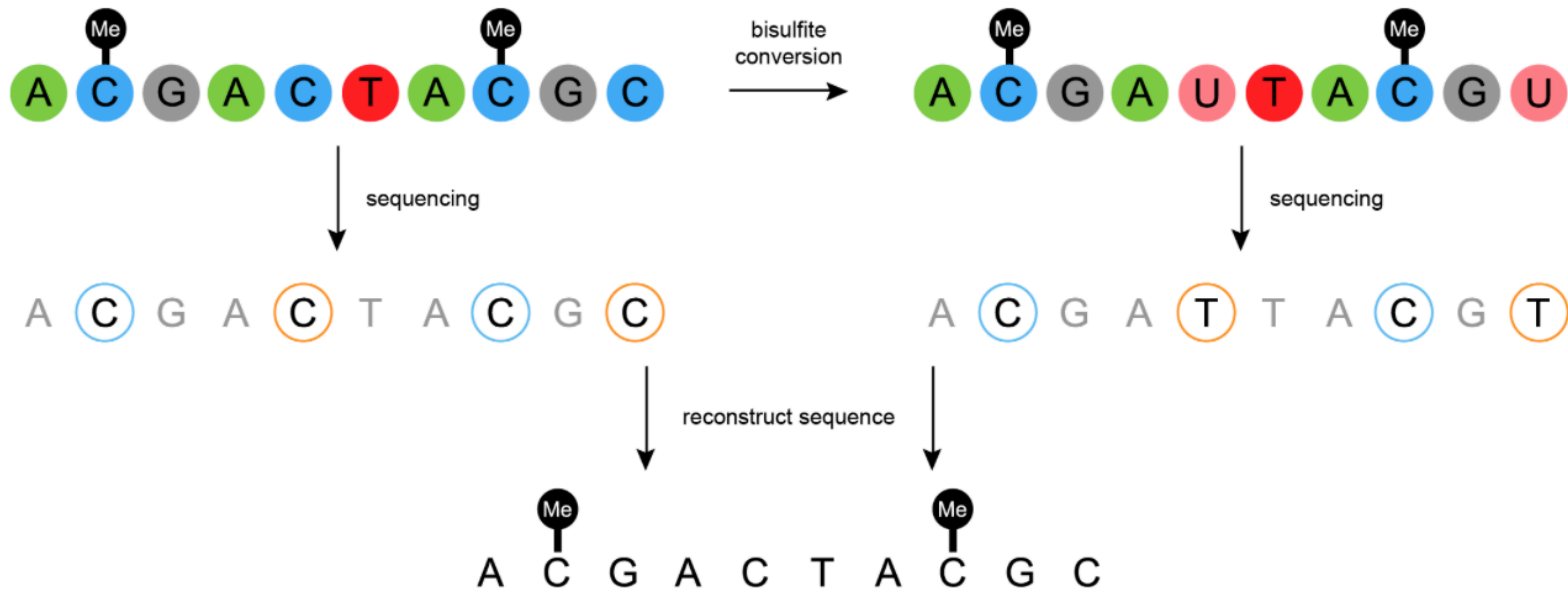 Me Me bisulfite conversion Me Me
A C G A C T A C G C A C G A U T A C G U
sequencing sequencing
A C G A C T A C G C A C G A T T A C G T
reconstruct sequence
Me Me
A C G A C T A C G C